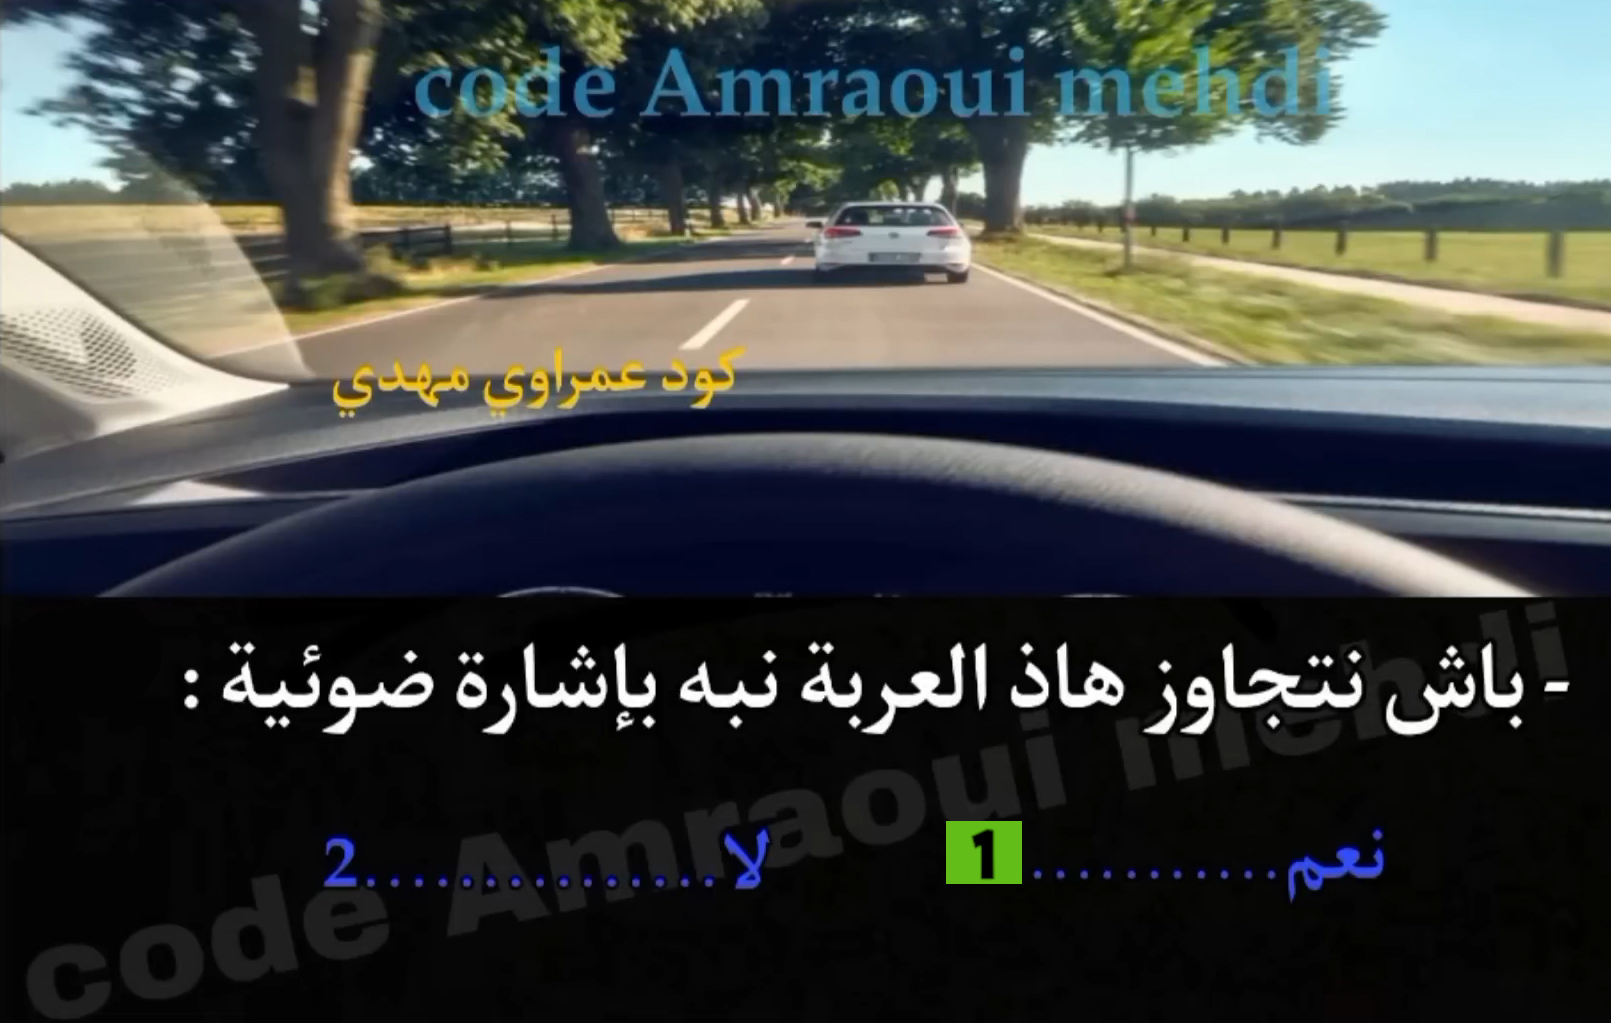 code Amraoui mehdi
كود عمراوي مهدي
- باش نتجاوز هاذ العربة نبه بإشارة ضوئية :
نعم...........1 لا...............2
code Amraoui mehdi